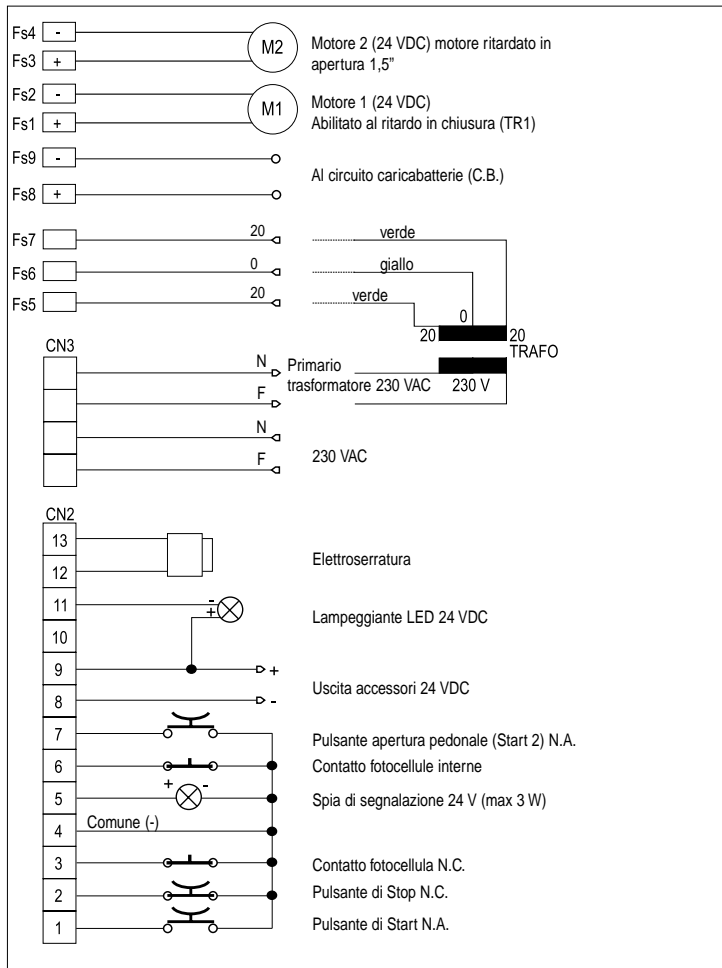 Fs4 -
M2
Motore 2 (24 VDC) motore ritardato in
Fs3 +
apertura 1,5”
Fs2 -
M1
Motore 1 (24 VDC)
Fs1 +
Abilitato al ritardo in chiusura (TR1)
Fs9 -
Al circuito caricabatterie (C.B.)
Fs8 +
Fs7 20 verde
Fs6 0 giallo
Fs5 20 verde
0
20 20
TRAFO
CN3
N Primario
trasformatore 230 VAC 230 V
F
N
230 VAC
F
CN2
13
Elettroserratura
12
11 - +
Lampeggiante LED 24 VDC
10
9 +
Uscita accessori 24 VDC
8 -
7
Pulsante apertura pedonale (Start 2) N.A.
6 Contatto fotocellule interne
5 + - Spia di segnalazione 24 V (max 3 W)
4 Comune (-)
3 Contatto fotocellula N.C.
2 Pulsante di Stop N.C.
1 Pulsante di Start N.A.